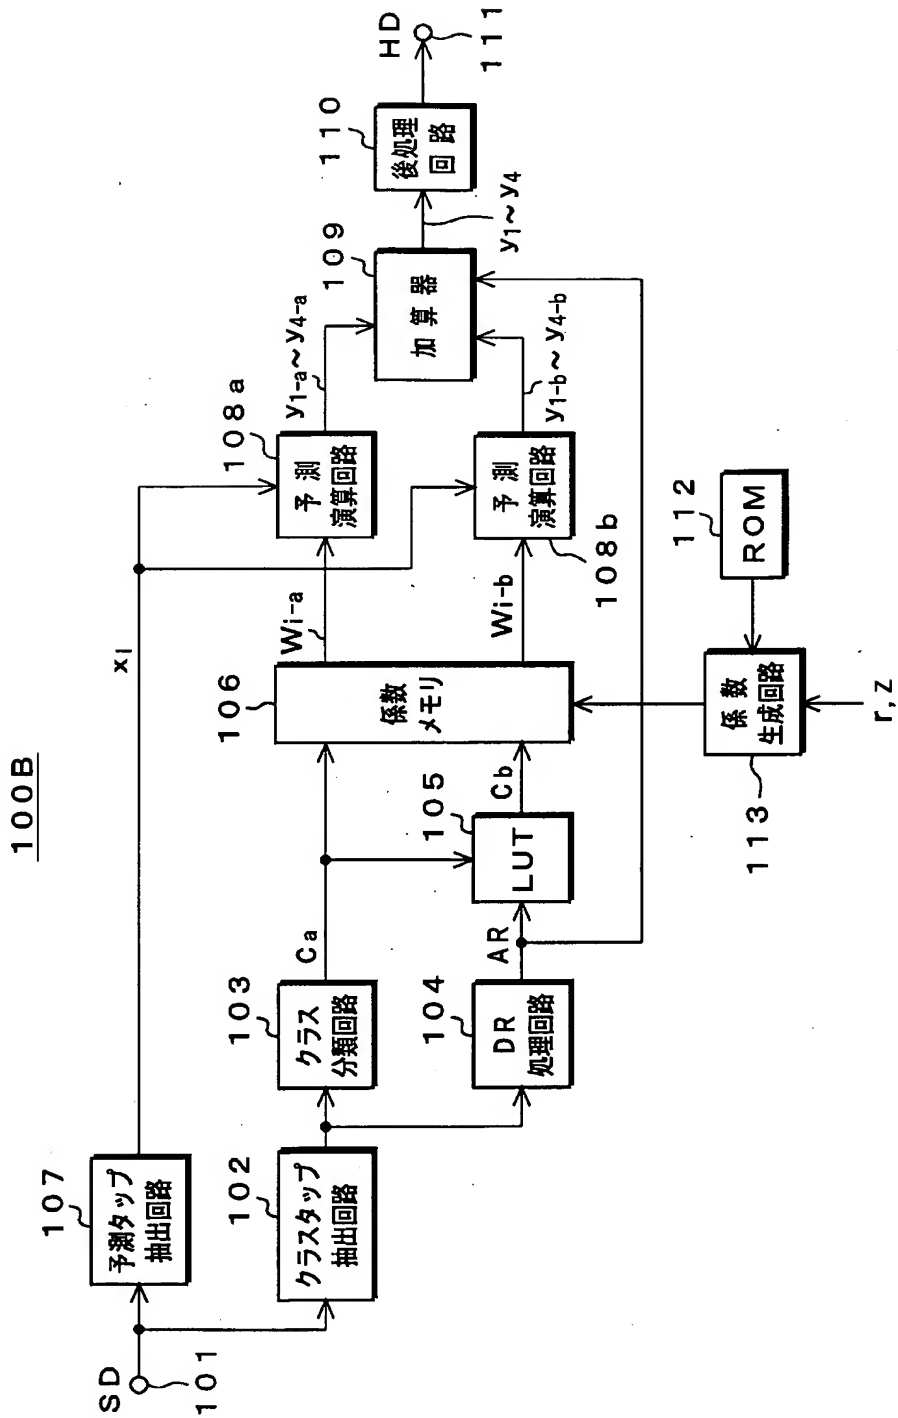 100B
SD
101
107
予測タップ
抽出回路
102
クラスタップ
抽出回路
103
クラス
分類回路
104
DR
処理回路
Ca
AR
105
LUT
Cb
106
係数
メモリ
xi
Wi-a
Wi-b
108a
予測
演算回路
予測
演算回路
108b
y1-a~y4-a
y1-b~y4-b
109
加算器
y1~y4
110
後処理
回路
HD
111
112
ROM
113
係数
生成回路
r,z